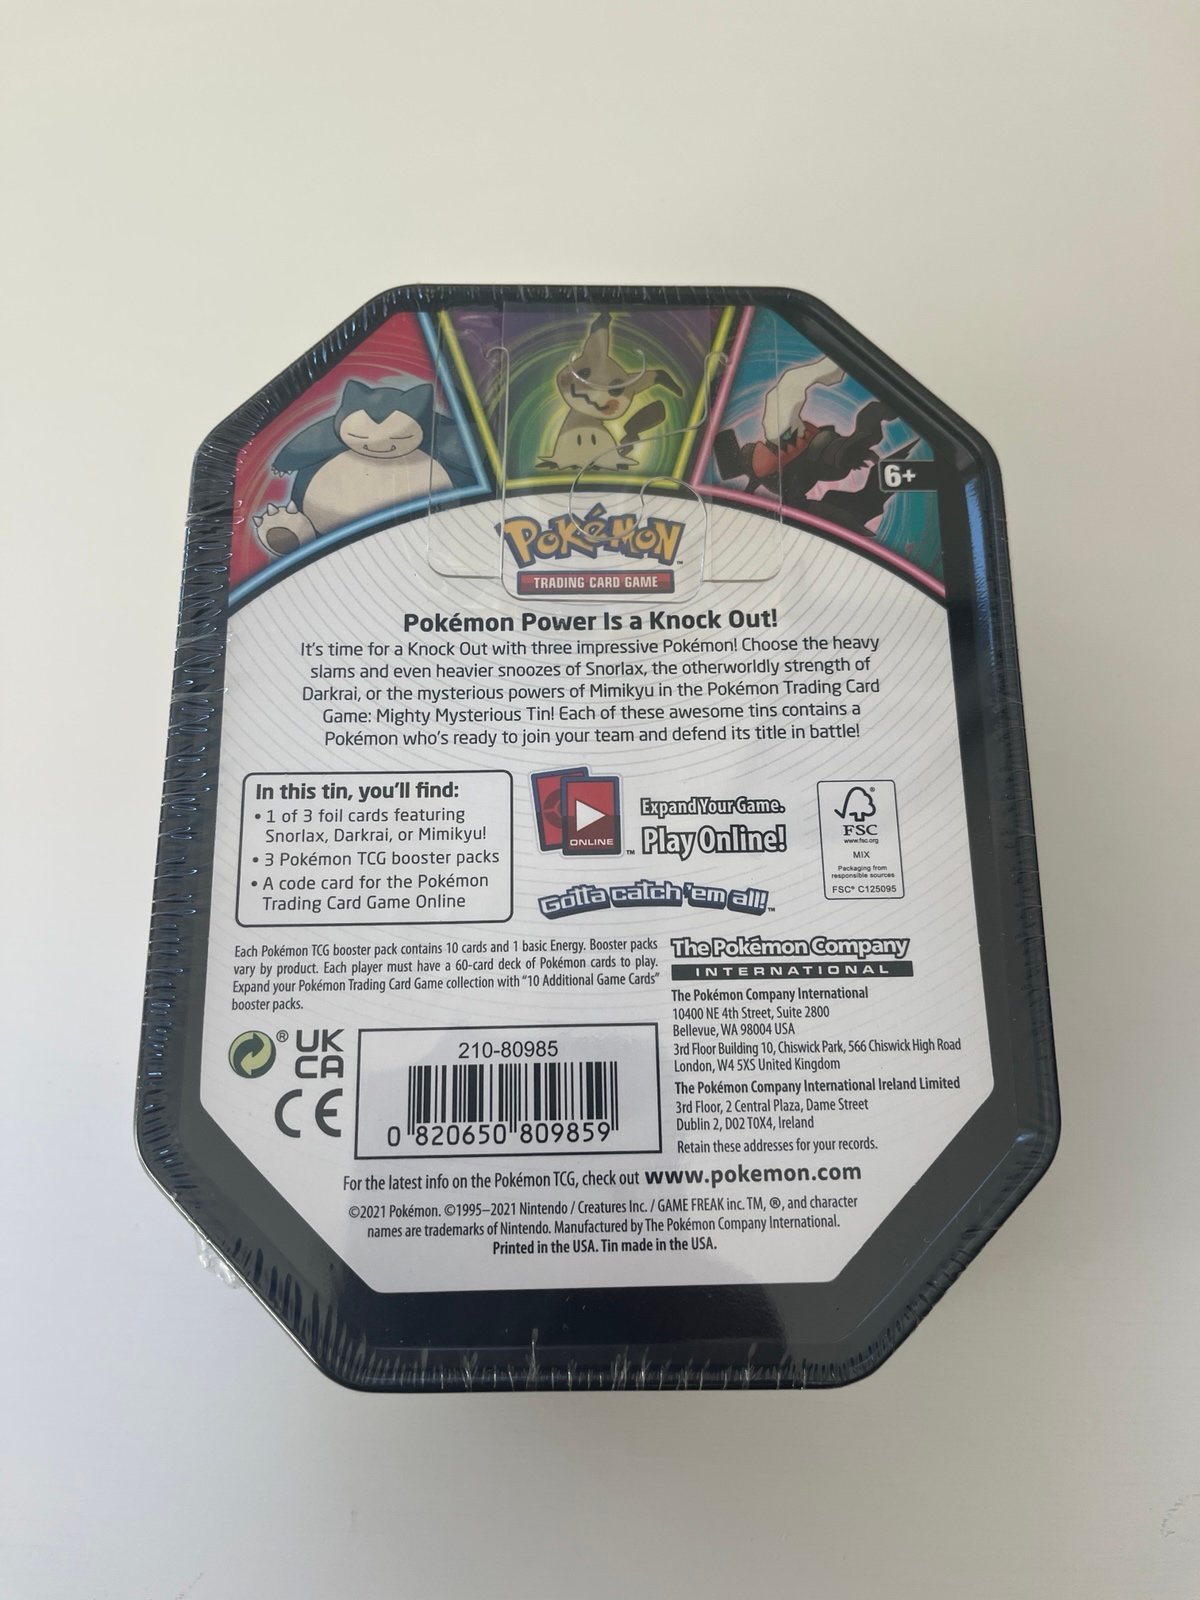 6+
POKéMON™
TRADING CARD GAME
Pokémon Power Is a Knock Out!
It's time for a Knock Out with three impressive Pokémon! Choose the heavy
slams and even heavier snoozes of Snorlax, the otherworldly strength of
Darkrai, or the mysterious powers of Mimikyu in the Pokémon Trading Card
Game: Mighty Mysterious Tin! Each of these awesome tins contains a
Pokémon who's ready to join your team and defend its title in battle!
In this tin, you'll find:
• 1 of 3 foil cards featuring
Snorlax, Darkrai, or Mimikyu!
• 3 Pokémon TCG booster packs
• A code card for the Pokémon
Trading Card Game Online
ONLINE™
Expand Your Game.
Play Online!
Gotta catch 'em all!™
FSC®
www.fsc.org
MIX
Packaging from
responsible sources
FSC® C125095
Each Pokémon TCG booster pack contains 10 cards and 1 basic Energy. Booster packs
vary by product. Each player must have a 60-card deck of Pokémon cards to play.
Expand your Pokémon Trading Card Game collection with "10 Additional Game Cards"
booster packs.
The Pokémon Company
INTERNATIONAL
The Pokémon Company International
10400 NE 4th Street, Suite 2800
Bellevue, WA 98004 USA
3rd Floor Building 10, Chiswick Park, 566 Chiswick High Road
London, W4 5XS United Kingdom
The Pokémon Company International Ireland Limited
3rd Floor, 2 Central Plaza, Dame Street
Dublin 2, D02 T0X4, Ireland
Retain these addresses for your records.
®
UK
CA
CE
210-80985
0 820650 809859
For the latest info on the Pokémon TCG, check out www.pokemon.com
©2021 Pokémon. ©1995–2021 Nintendo / Creatures Inc. / GAME FREAK inc. TM, ®, and character
names are trademarks of Nintendo. Manufactured by The Pokémon Company International.
Printed in the USA. Tin made in the USA.